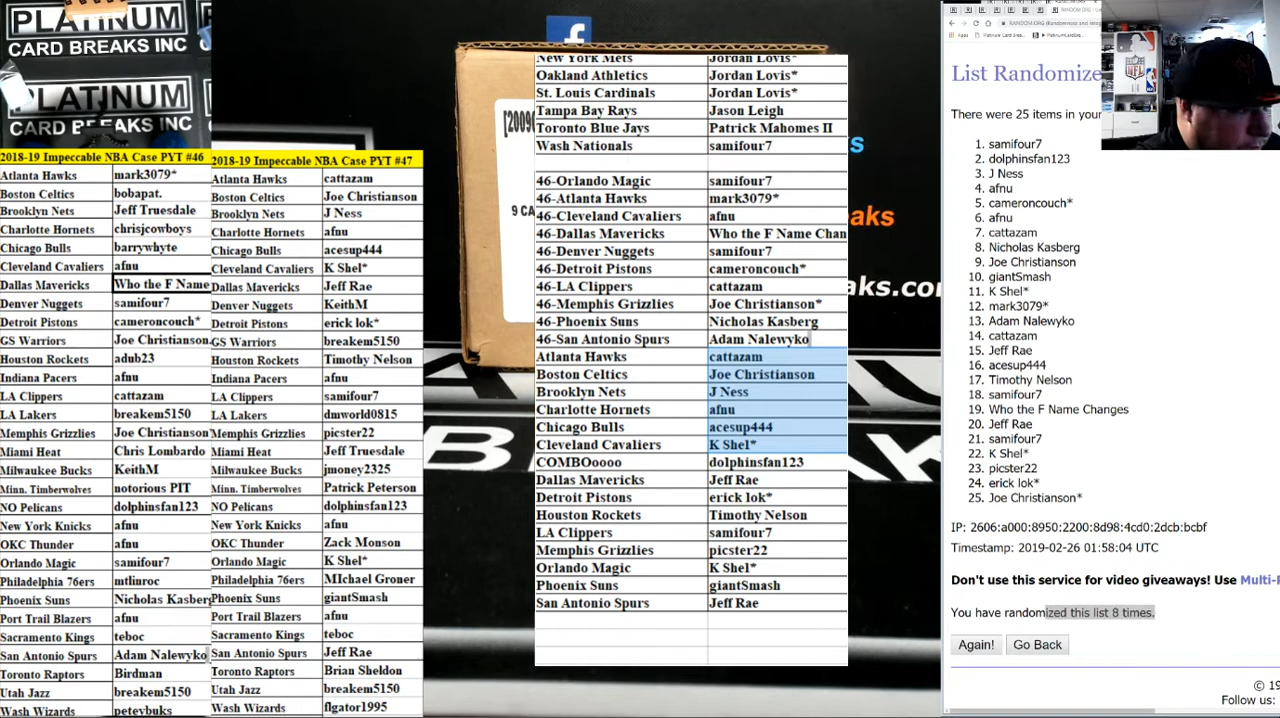 PLATINUM
CARD BREAKS INC
PLATINUM
CARD BREAKS INC
2018-19 Impeccable NBA Case PYT #46
Atlanta Hawks mark3079*
Boston Celtics bobapat.
Brooklyn Nets Jeff Truesdale
Charlotte Hornets chrisjcowboys
Chicago Bulls barrywhyte
Cleveland Cavaliers afnu
Dallas Mavericks Who the F Name
Denver Nuggets samifour7
Detroit Pistons cameroncouch*
GS Warriors Joe Christianson
Houston Rockets adub23
Indiana Pacers afnu
LA Clippers cattazam
LA Lakers breakem5150
Memphis Grizzlies Joe Christianson
Miami Heat Chris Lombardo
Milwaukee Bucks KeithM
Minn. Timberwolves notorious PIT
NO Pelicans dolphinsfan123
New York Knicks afnu
OKC Thunder afnu
Orlando Magic samifour7
Philadelphia 76ers mtlinroc
Phoenix Suns Nicholas Kasberg
Port Trail Blazers afnu
Sacramento Kings teboc
San Antonio Spurs Adam Nalewyko
Toronto Raptors Birdman
Utah Jazz breakem5150
Wash Wizards peteybuks
2018-19 Impeccable NBA Case PYT #47
Atlanta Hawks cattazam
Boston Celtics Joe Christianson
Brooklyn Nets J Ness
Charlotte Hornets afnu
Chicago Bulls acesup444
Cleveland Cavaliers K Shel*
Dallas Mavericks Jeff Rae
Denver Nuggets KeithM
Detroit Pistons erick lok*
GS Warriors breakem5150
Houston Rockets Timothy Nelson
Indiana Pacers afnu
LA Clippers samifour7
LA Lakers dmworld0815
Memphis Grizzlies picster22
Miami Heat Jeff Truesdale
Milwaukee Bucks jmoney2325
Minn. Timberwolves Patrick Peterson
NO Pelicans dolphinsfan123
New York Knicks afnu
OKC Thunder Zack Monson
Orlando Magic K Shel*
Philadelphia 76ers MIchael Groner
Phoenix Suns giantSmash
Port Trail Blazers afnu
Sacramento Kings teboc
San Antonio Spurs Jeff Rae
Toronto Raptors Brian Sheldon
Utah Jazz breakem5150
Wash Wizards flgator1995
[2009
9 CA
f
s
eaks
aks.co
New York Mets Jordan Lovis*
Oakland Athletics Jordan Lovis*
St. Louis Cardinals Jordan Lovis*
Tampa Bay Rays Jason Leigh
Toronto Blue Jays Patrick Mahomes II
Wash Nationals samifour7
46-Orlando Magic samifour7
46-Atlanta Hawks mark3079*
46-Cleveland Cavaliers afnu
46-Dallas Mavericks Who the F Name Chan
46-Denver Nuggets samifour7
46-Detroit Pistons cameroncouch*
46-LA Clippers cattazam
46-Memphis Grizzlies Joe Christianson*
46-Phoenix Suns Nicholas Kasberg
46-San Antonio Spurs Adam Nalewyko
Atlanta Hawks cattazam
Boston Celtics Joe Christianson
Brooklyn Nets J Ness
Charlotte Hornets afnu
Chicago Bulls acesup444
Cleveland Cavaliers K Shel*
COMBOoooo dolphinsfan123
Dallas Mavericks Jeff Rae
Detroit Pistons erick lok*
Houston Rockets Timothy Nelson
LA Clippers samifour7
Memphis Grizzlies picster22
Orlando Magic K Shel*
Phoenix Suns giantSmash
San Antonio Spurs Jeff Rae
List Randomize
There were 25 items in your
1. samifour7
2. dolphinsfan123
3. J Ness
4. afnu
5. cameroncouch*
6. afnu
7. cattazam
8. Nicholas Kasberg
9. Joe Christianson
10. giantSmash
11. K Shel*
12. mark3079*
13. Adam Nalewyko
14. cattazam
15. Jeff Rae
16. acesup444
17. Timothy Nelson
18. samifour7
19. Who the F Name Changes
20. Jeff Rae
21. samifour7
22. K Shel*
23. picster22
24. erick lok*
25. Joe Christianson*
IP: 2606:a000:8950:2200:8d98:4cd0:2dcb:bcbf
Timestamp: 2019-02-26 01:58:04 UTC
Don't use this service for video giveaways! Use Multi-
You have randomized this list 8 times.
Again! Go Back
© 19
Follow us:
NFL